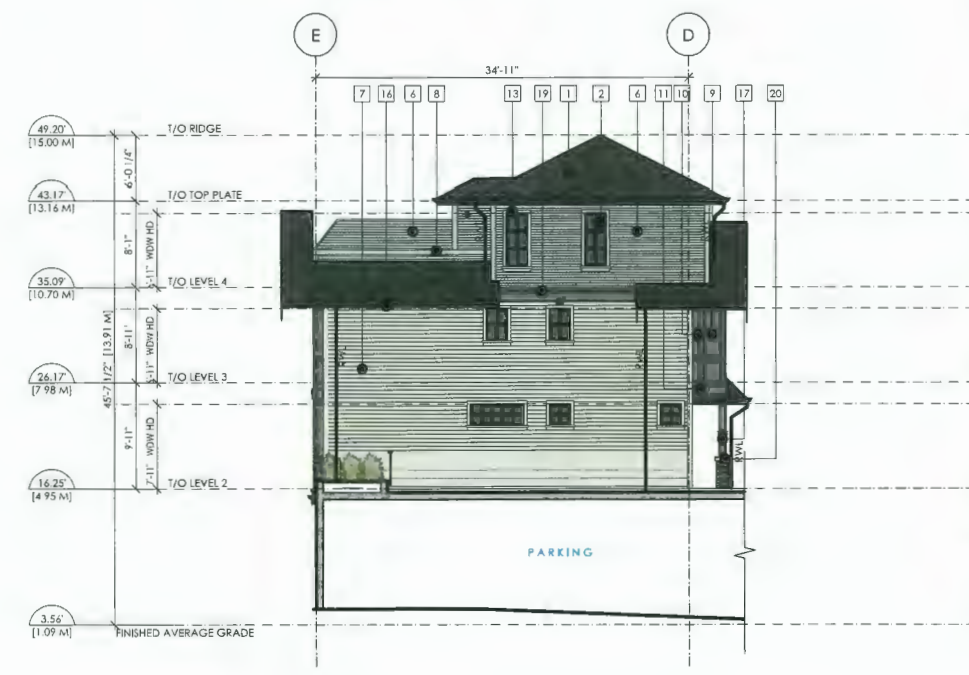 E
D
34'-11"
7 16 6 8 13 19 1 2 6 11 10 9 17 20
49.20'
[15.00 M]
T/O RIDGE
6'-0 1/4"
43.17'
[13.16 M]
T/O TOP PLATE
8'-1"
WDW HD
35.09'
[10.70 M]
T/O LEVEL 4
45'-7 1/2" [13.91 M]
8'-11"
WDW HD
26.17'
[7.98 M]
T/O LEVEL 3
9'-11"
7'-11" WDW HD
RWL
RWL
RWL
16.25'
[4.95 M]
T/O LEVEL 2
PARKING
3.56'
[1.09 M]
FINISHED AVERAGE GRADE